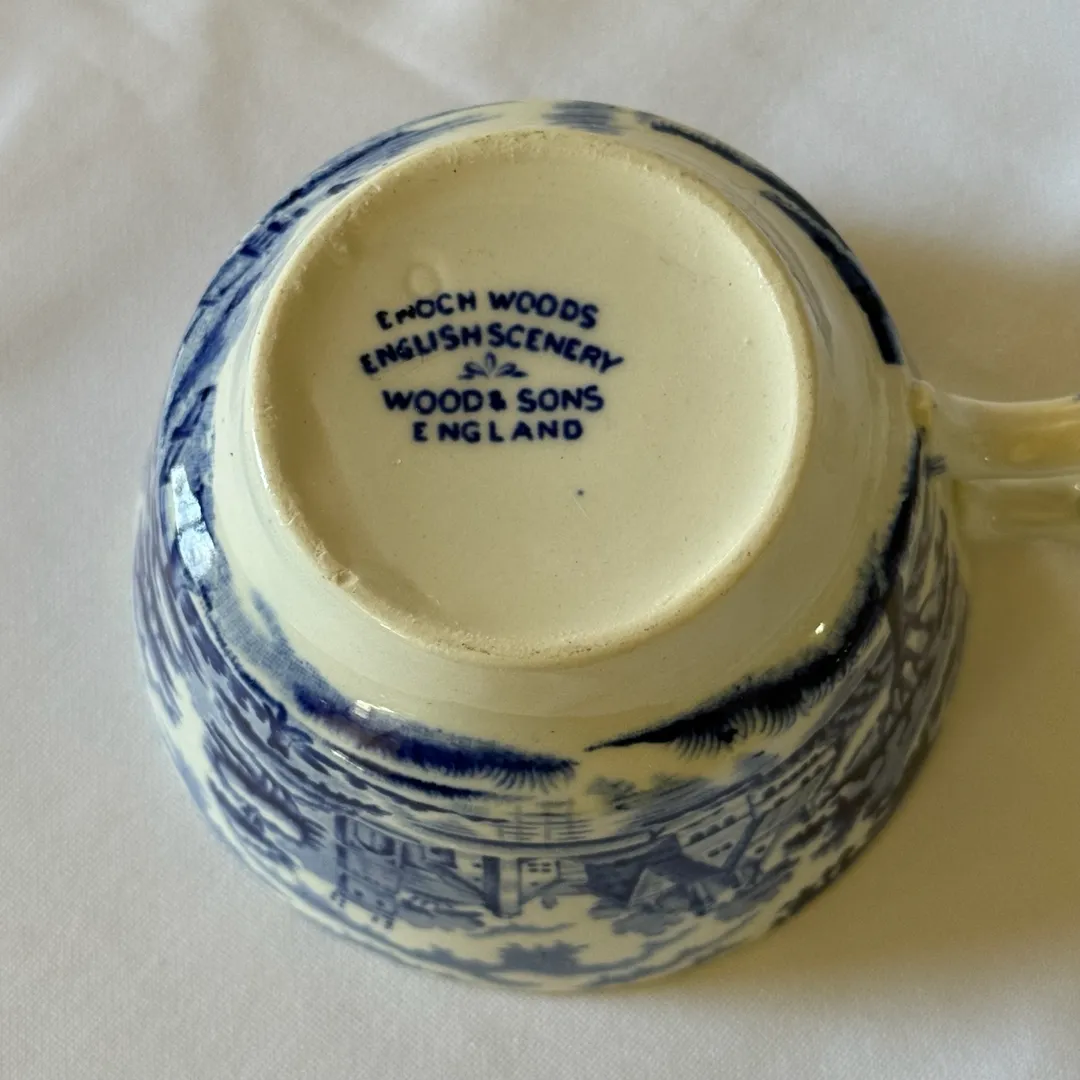 ENOCH WOODS
ENGLISH SCENERY
WOOD & SONS
ENGLAND